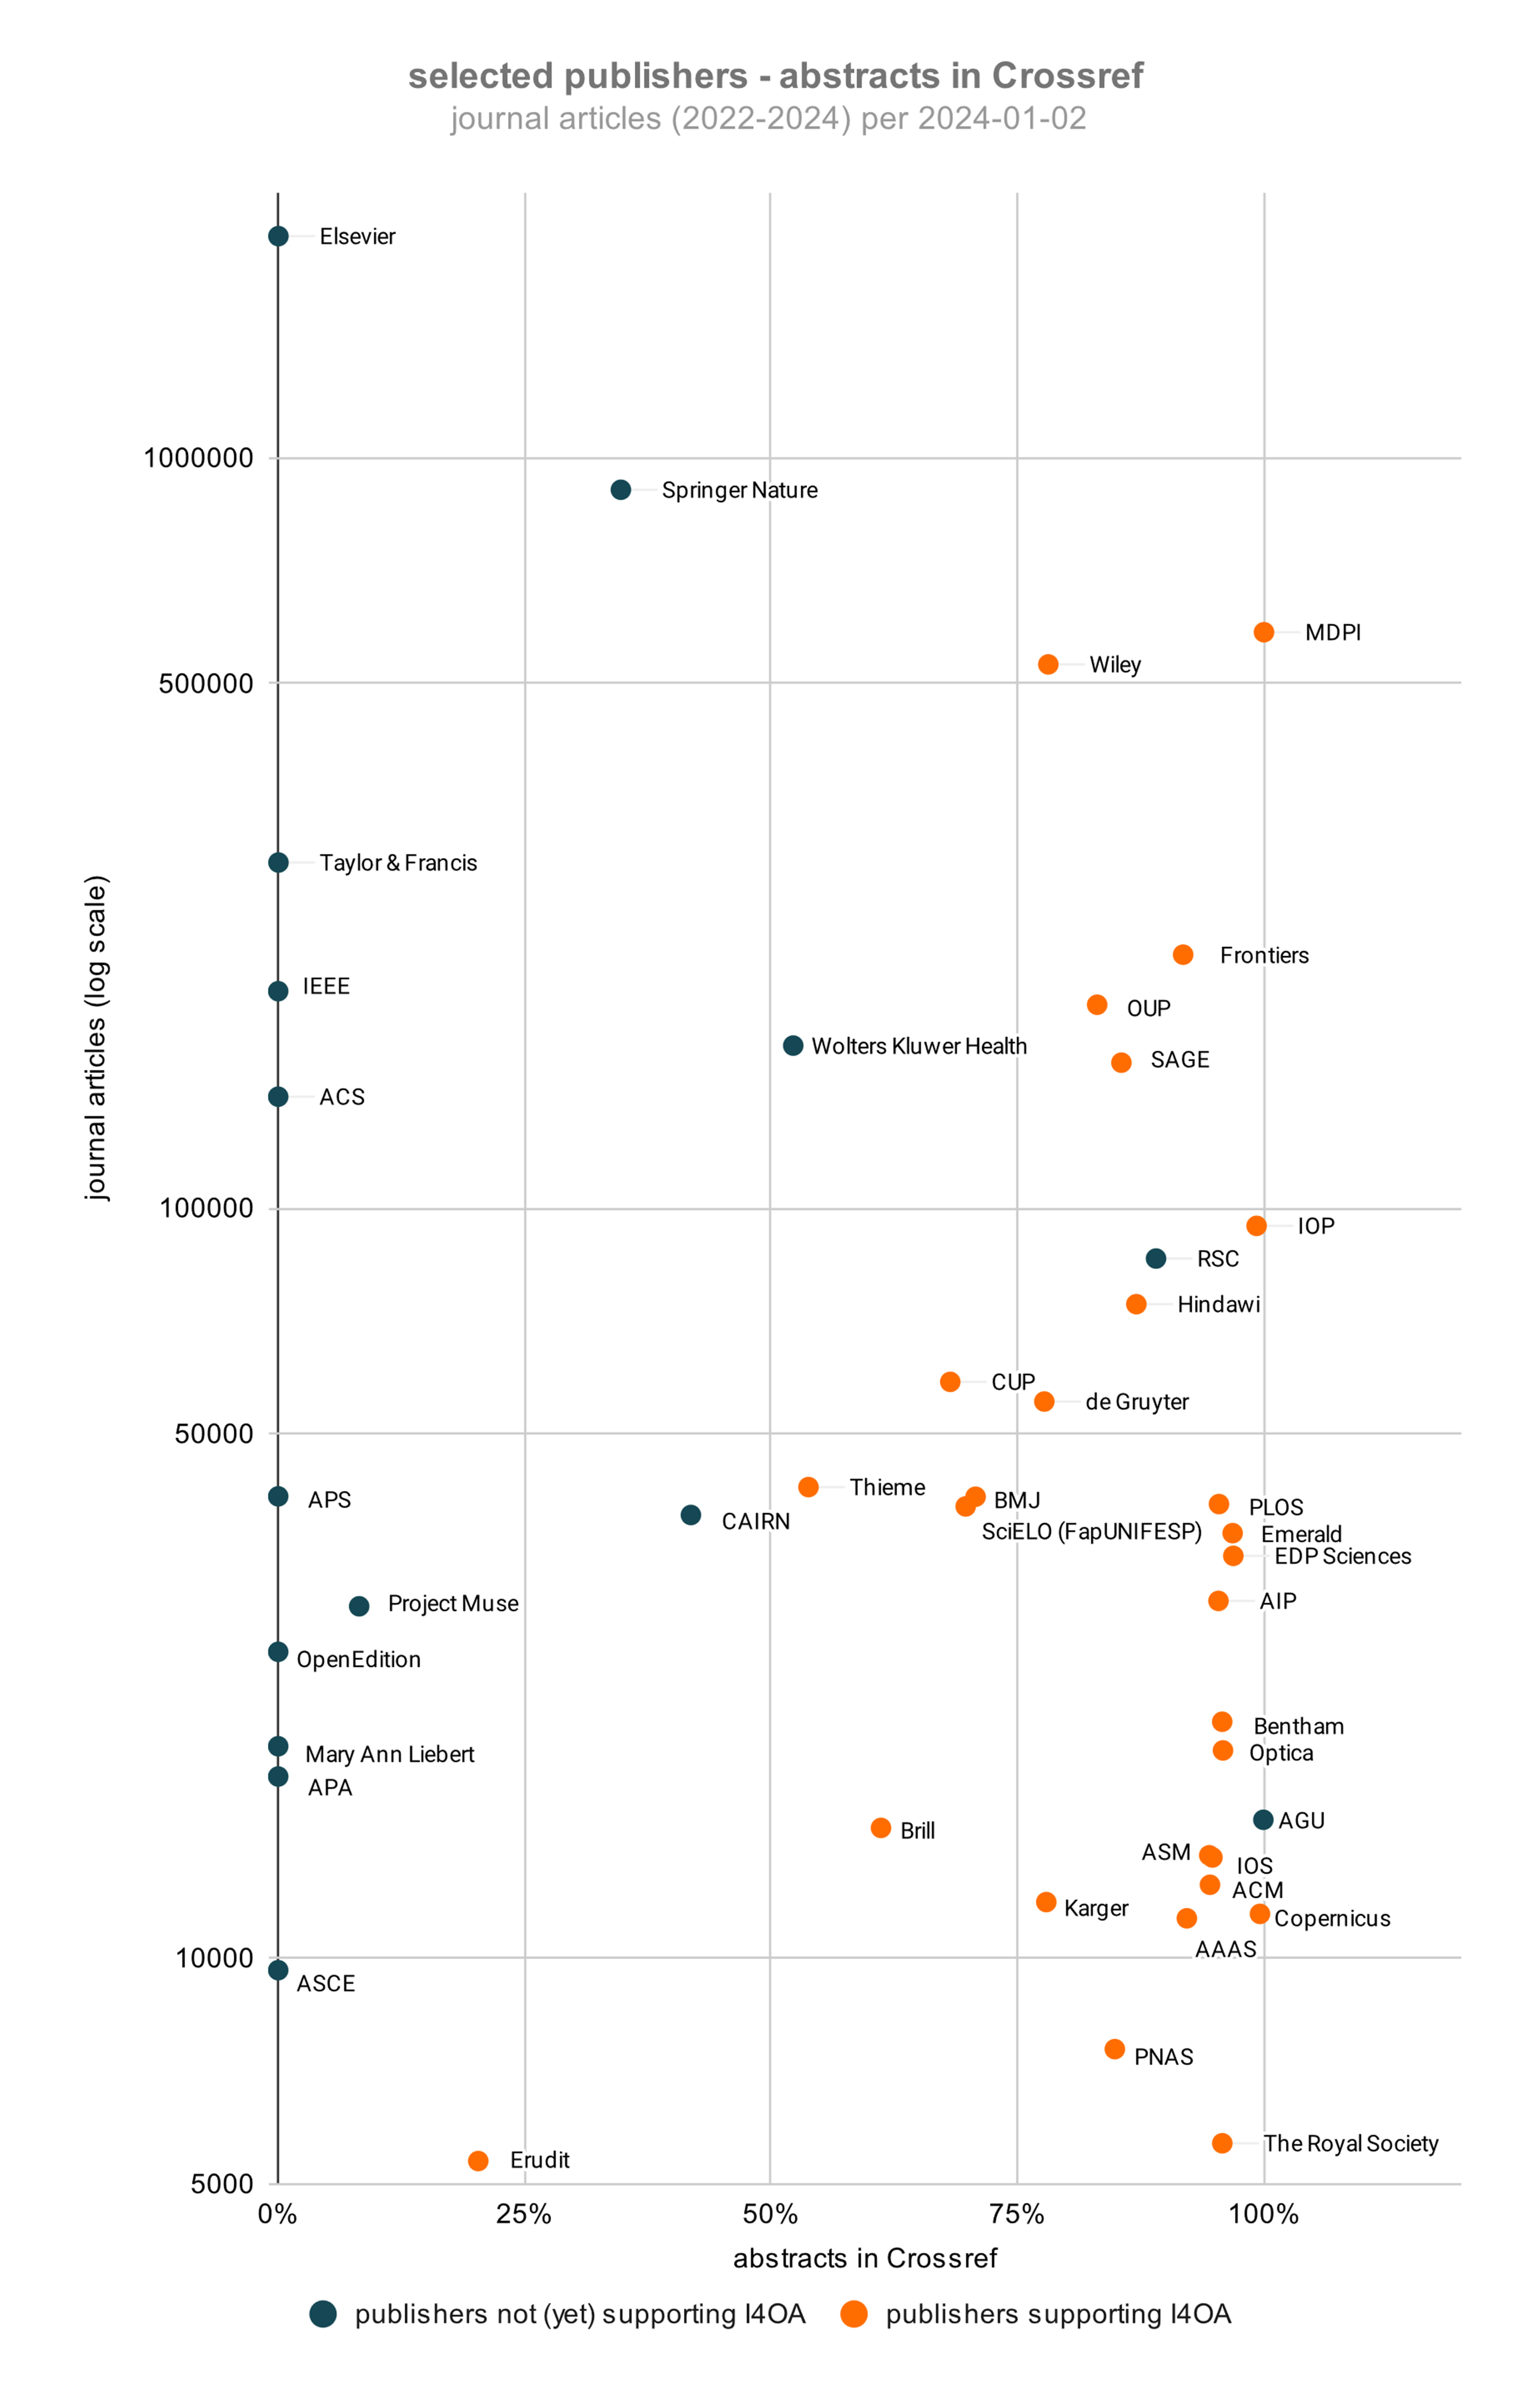 selected publishers - abstracts in Crossref
journal articles (2022-2024) per 2024-01-02
Elsevier
1000000
Springer Nature
MDPI
Wiley
500000
Taylor & Francis
journal articles (log scale)
Frontiers
IEEE
OUP
Wolters Kluwer Health
SAGE
ACS
100000
IOP
RSC
Hindawi
CUP
de Gruyter
50000
Thieme
APS
BMJ
PLOS
CAIRN
SciELO (FapUNIFESP)
Emerald
EDP Sciences
AIP
Project Muse
OpenEdition
Bentham
Optica
Mary Ann Liebert
APA
AGU
Brill
ASM
IOS
ACM
Karger
Copernicus
AAAS
10000
ASCE
PNAS
The Royal Society
Erudit
5000
0%
25%
50%
75%
100%
abstracts in Crossref
publishers not (yet) supporting I4OA
publishers supporting I4OA